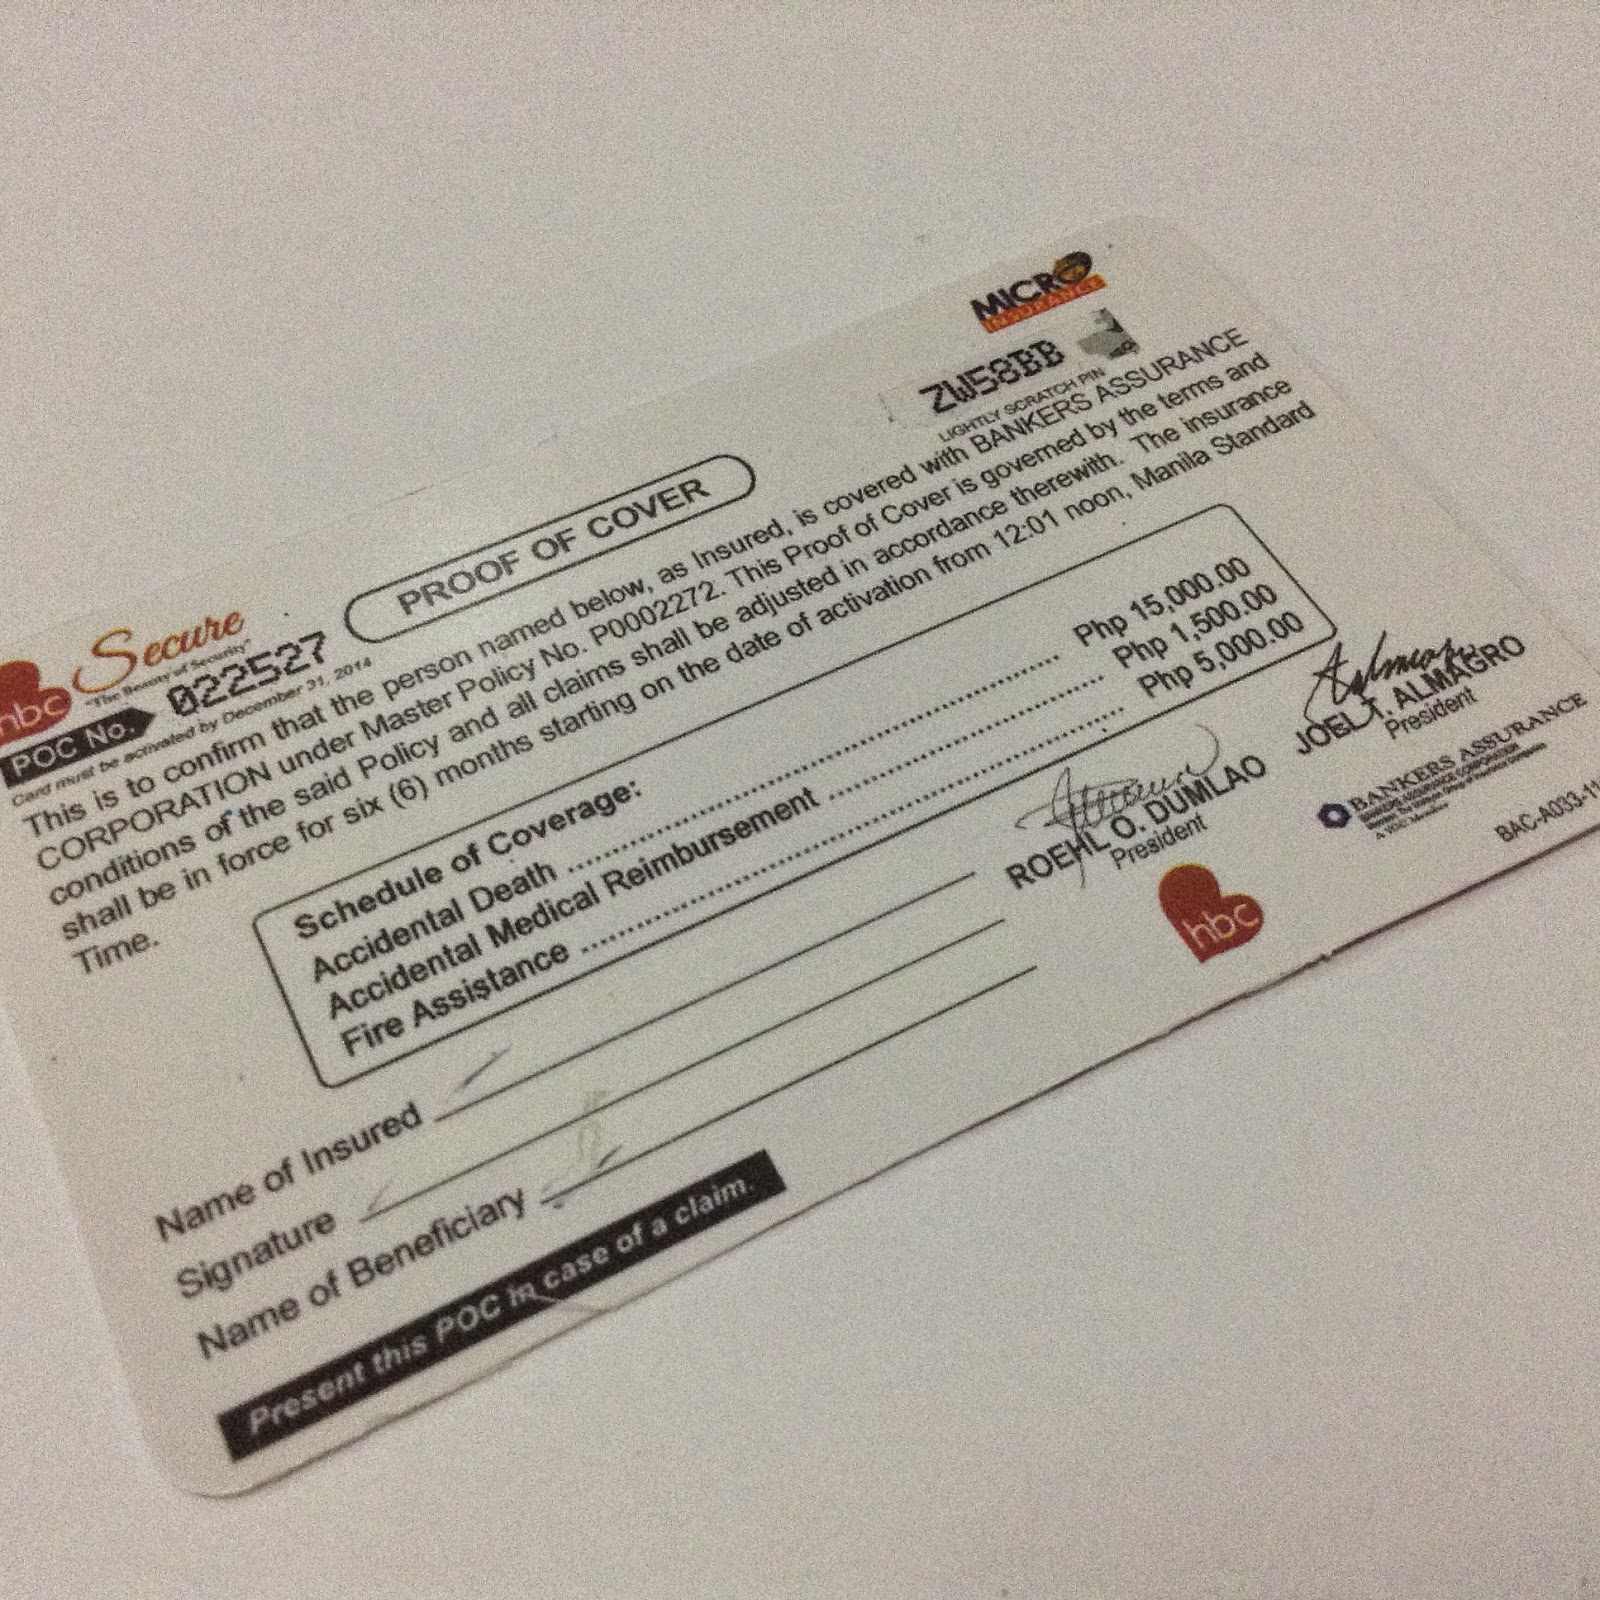 MICRO
INSURANCE
hbc Secure
"The Beauty of Security"
POC No. 022527
Card must be activated by December 31, 2014
PROOF OF COVER
ZW58BB
LIGHTLY SCRATCH PIN
This is to confirm that the person named below, as Insured, is covered with BANKERS ASSURANCE
CORPORATION under Master Policy No. P0002272. This Proof of Cover is governed by the terms and
conditions of the said Policy and all claims shall be adjusted in accordance therewith. The insurance
shall be in force for six (6) months starting on the date of activation from 12:01 noon, Manila Standard
Time.
Schedule of Coverage:
Accidental Death ........ Php 15,000.00
Accidental Medical Reimbursement ........ Php 1,500.00
Fire Assistance ........ Php 5,000.00
Name of Insured
Signature
Name of Beneficiary
Present this POC in case of a claim.
ROEHL O. DUMLAO
President
hbc
JOEL T. ALMAGRO
President
BANKERS ASSURANCE
BAC-A033-11